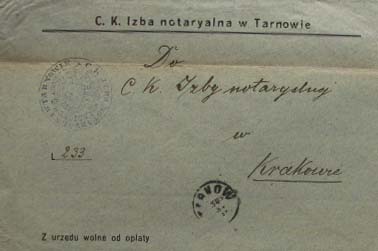 C. K. Izba notaryalna w Tarnowie
Do
C. K. Izby notaryalnej
w
Krakowie
233
Z urzędu wolne od opłaty